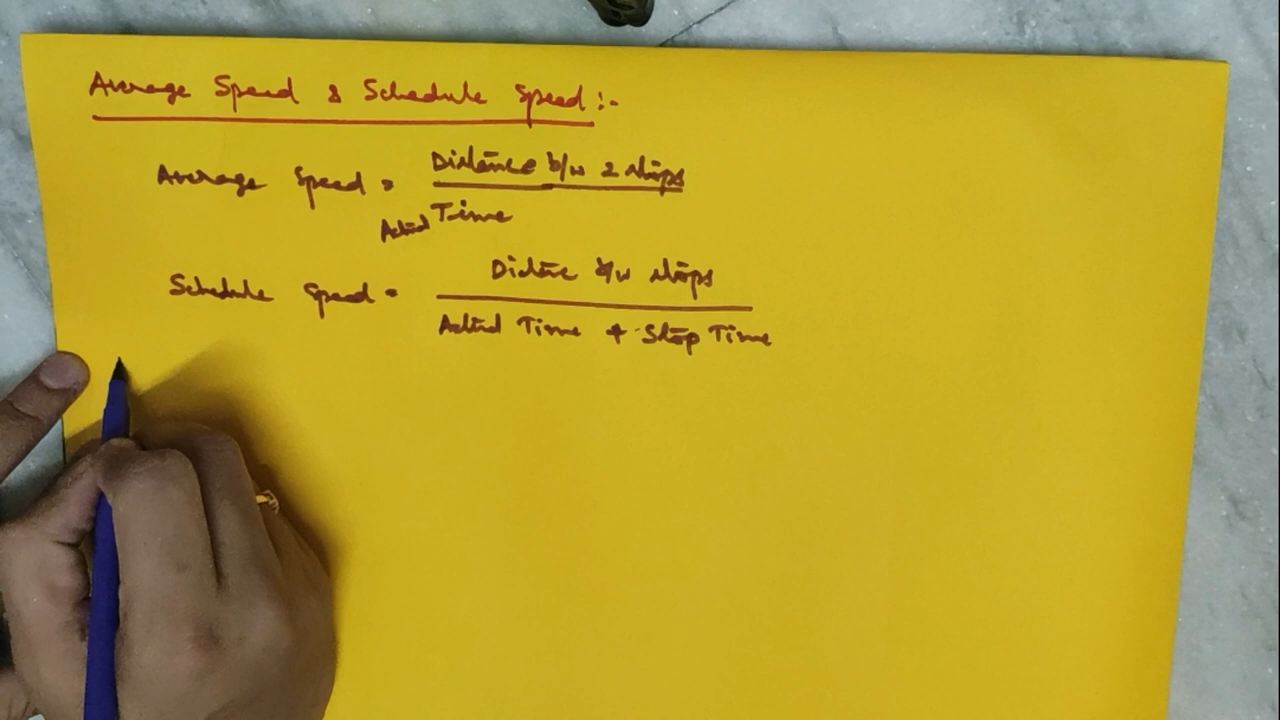 Average Speed & Schedule Speed :-
Average Speed = Distance b/w 2 stops
Actual Time
Schedule Speed = Distance b/w stops
Actual Time + Stop Time